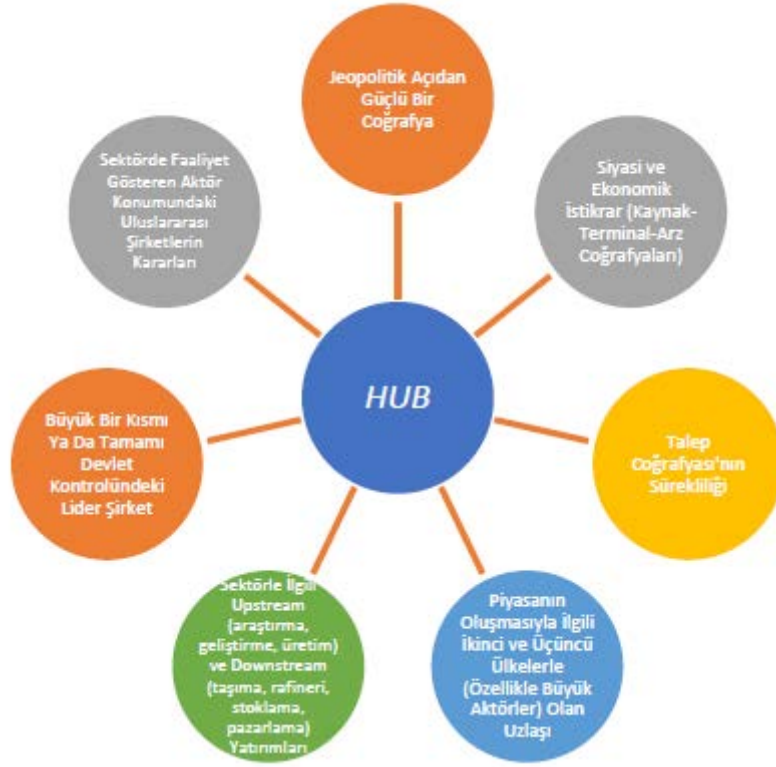 Jeopolitik Açıdan
Güçlü Bir
Coğrafya
Sektörde Faaliyet
Gösteren Aktör
Konumundaki
Uluslararası
Şirketlerin
Kararları
Siyasi ve
Ekonomik
İstikrar (Kaynak-
Terminal-Arz
Coğrafyaları)
HUB
Büyük Bir Kısmı
Ya Da Tamamı
Devlet
Kontrolündeki
Lider Şirket
Talep
Coğrafyası'nın
Sürekliliği
Sektörle İlgili
Upstream
(araştırma,
geliştirme, üretim)
ve Downstream
(taşıma, rafineri,
stoklama,
pazarlama)
Yatırımları
Piyasanın
Oluşmasıyla İlgili
İkinci ve Üçüncü
Ülkelerle
(Özellikle Büyük
Aktörler) Olan
Uzlaşı